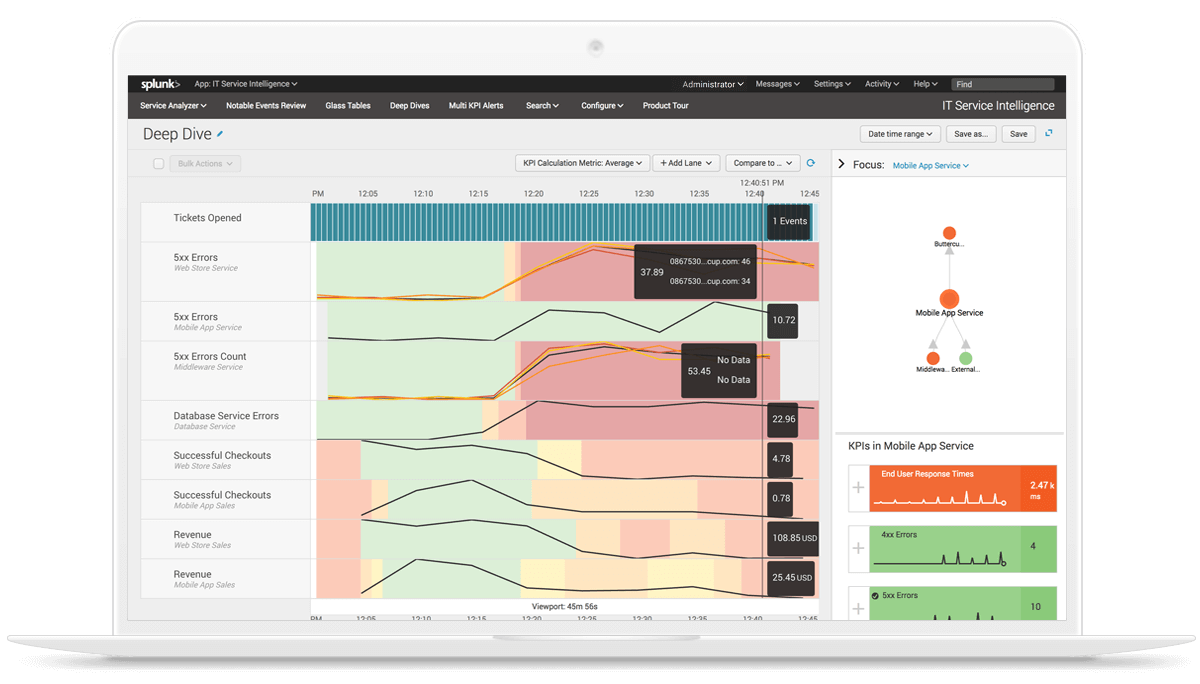 splunk> App: IT Service Intelligence Administrator Messages Settings Activity Help Find
Service Analyzer Notable Events Review Glass Tables Deep Dives Multi KPI Alerts Search Configure Product Tour IT Service Intelligence
Deep Dive Date time range Save as... Save
Bulk Actions KPI Calculation Metric: Average + Add Lane Compare to ...
12:40:51 PM
PM 12:05 12:10 12:15 12:20 12:25 12:30 12:35 12:40 12:45
Tickets Opened
1 Events
5xx Errors
Web Store Service
37.89
0867530...cup.com: 46
0867530...cup.com: 34
5xx Errors
Mobile App Service
10.72
5xx Errors Count
Middleware Service
53.45
No Data
No Data
Database Service Errors
Database Service
22.96
Successful Checkouts
Web Store Sales
4.78
Successful Checkouts
Mobile App Sales
0.78
Revenue
Web Store Sales
108.85 USD
Revenue
Mobile App Sales
25.45 USD
Viewport: 45m 56s
PM 12:05 12:10 12:15 12:20 12:25 12:30 12:35 12:40 12:45
Focus: Mobile App Service
Buttercu...
Mobile App Service
Middlewa... External...
KPIs in Mobile App Service
+ End User Response Times
2.47 k
ms
+ 4xx Errors
4
+ 5xx Errors
10